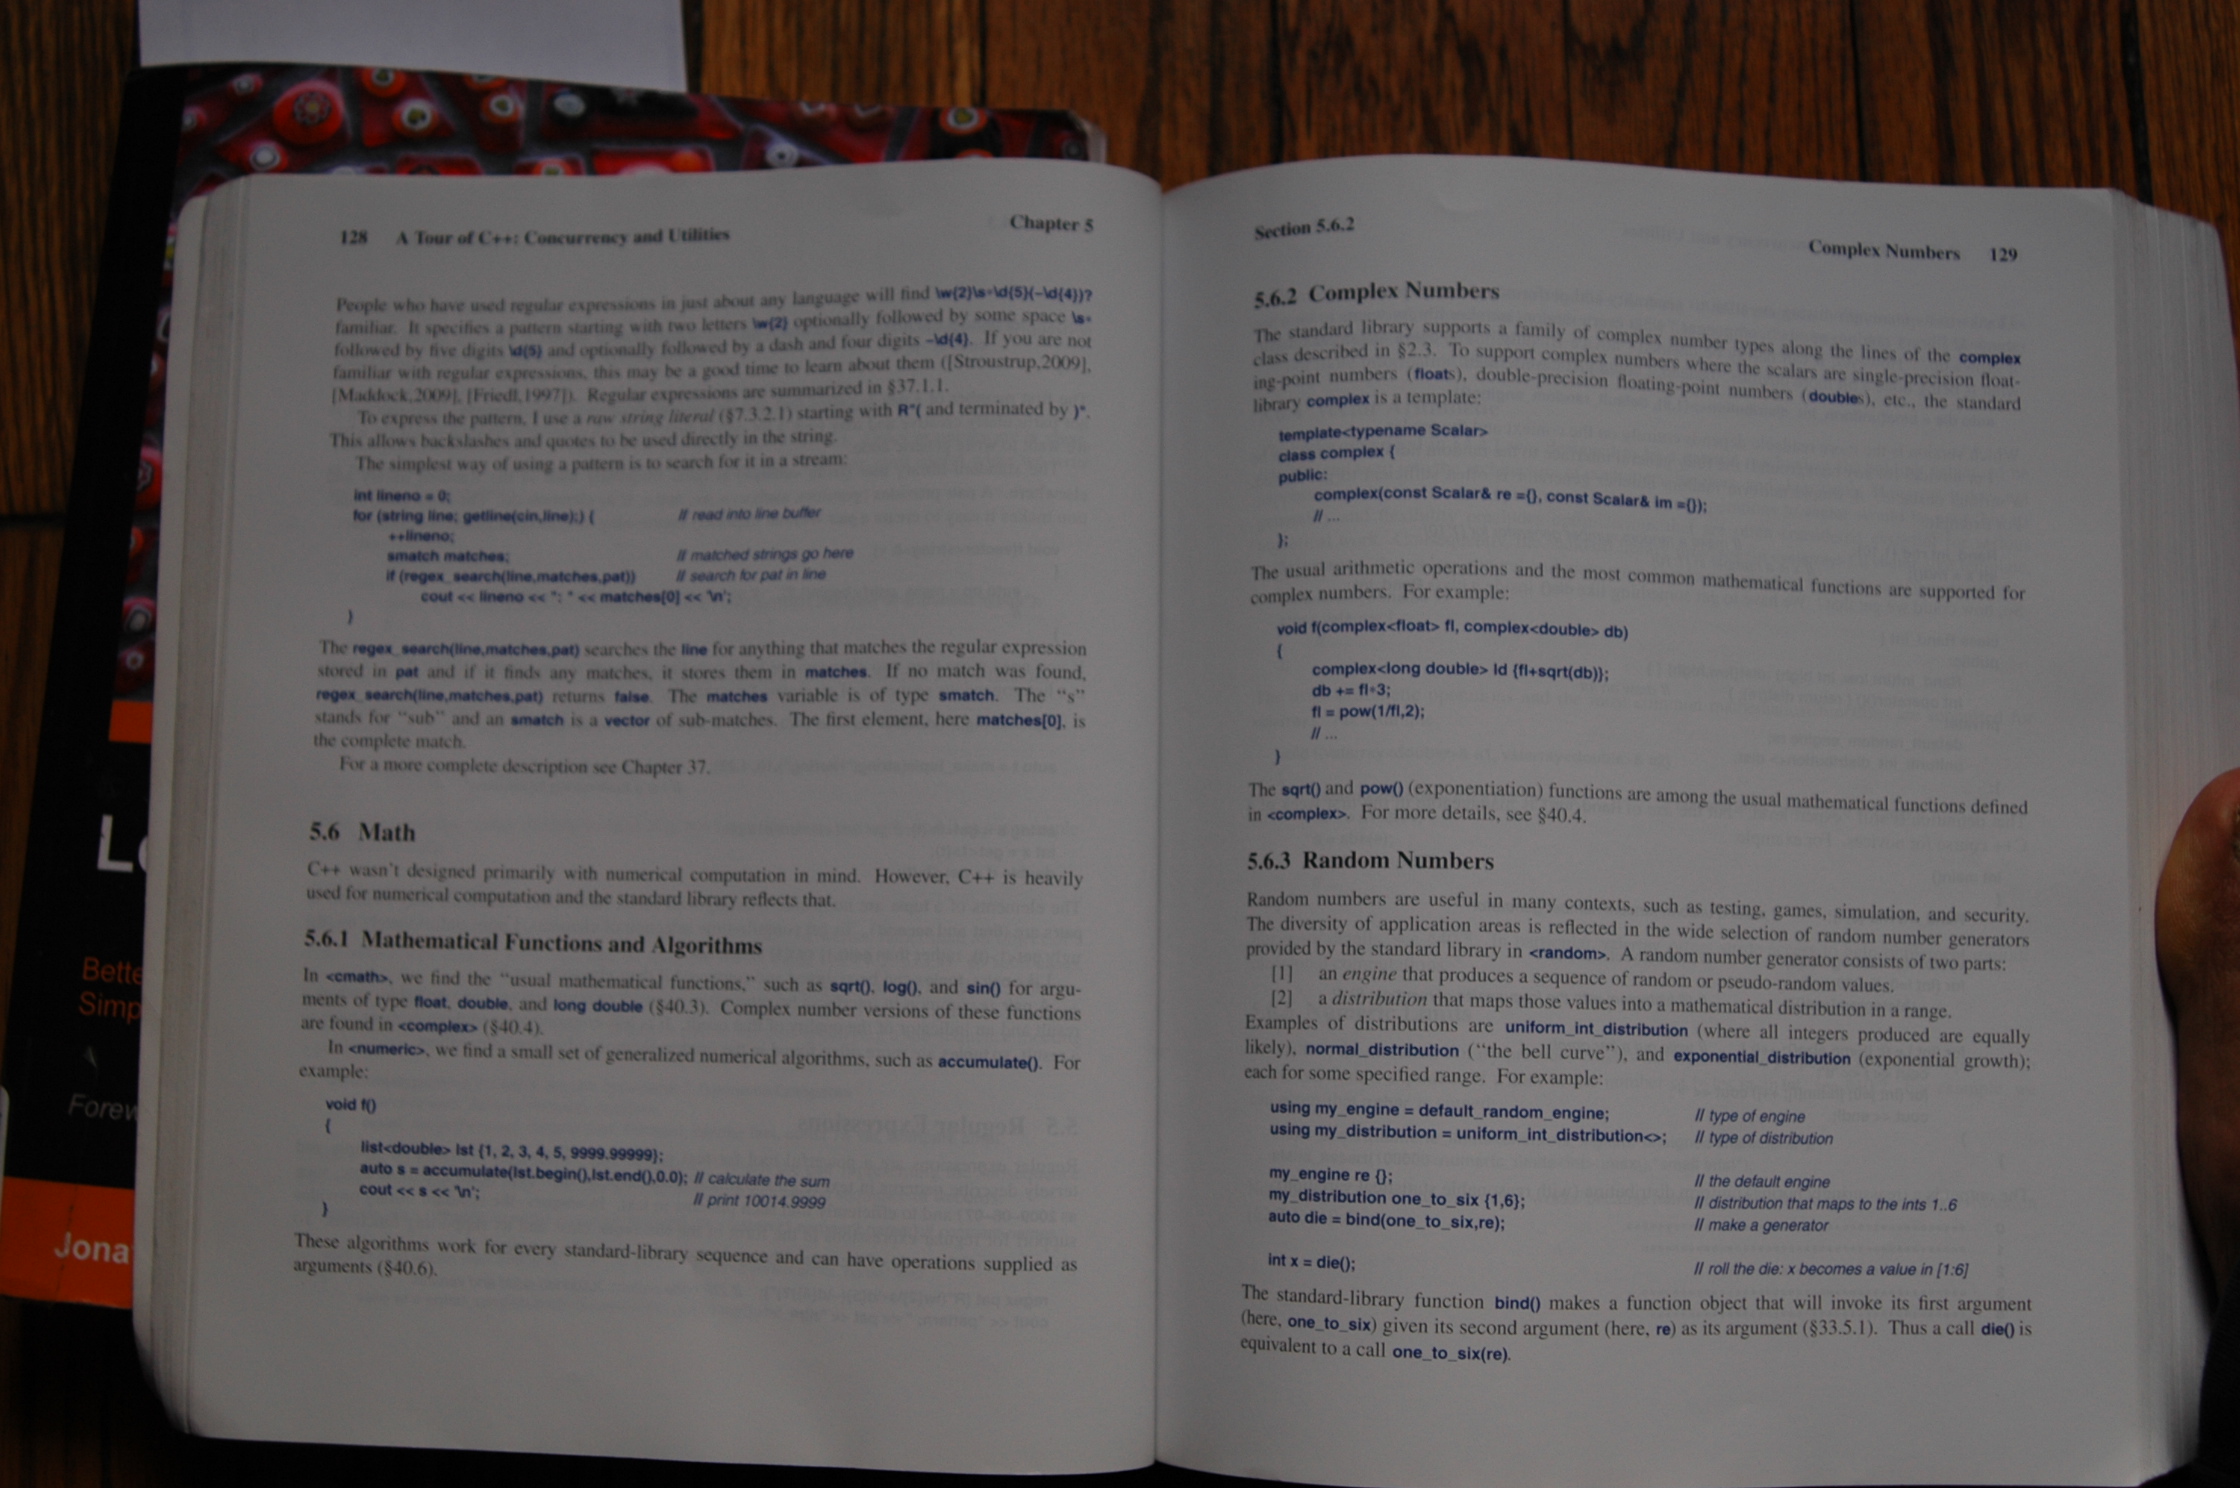 128 A Tour of C++: Concurrency and Utilities Chapter 5
People who have used regular expressions in just about any language will find \w{2}\s*\d{5}(-\d{4})?
familiar. It specifies a pattern starting with two letters \w{2} optionally followed by some space \s*
followed by five digits \d{5} and optionally followed by a dash and four digits -\d{4}. If you are not
familiar with regular expressions, this may be a good time to learn about them ([Stroustrup,2009],
[Maddock,2009], [Friedl,1997]). Regular expressions are summarized in §37.1.1.
To express the pattern, I use a raw string literal (§7.3.2.1) starting with R"( and terminated by )".
This allows backslashes and quotes to be used directly in the string.
The simplest way of using a pattern is to search for it in a stream:
int lineno = 0;
for (string line; getline(cin,line);) { // read into line buffer
++lineno;
smatch matches; // matched strings go here
if (regex_search(line,matches,pat)) // search for pat in line
cout << lineno << ": " << matches[0] << '\n';
}
The regex_search(line,matches,pat) searches the line for anything that matches the regular expression
stored in pat and if it finds any matches, it stores them in matches. If no match was found,
regex_search(line,matches,pat) returns false. The matches variable is of type smatch. The "s"
stands for "sub" and an smatch is a vector of sub-matches. The first element, here matches[0], is
the complete match.
For a more complete description see Chapter 37.
5.6 Math
C++ wasn't designed primarily with numerical computation in mind. However, C++ is heavily
used for numerical computation and the standard library reflects that.
5.6.1 Mathematical Functions and Algorithms
In <cmath>, we find the "usual mathematical functions," such as sqrt(), log(), and sin() for argu-
ments of type float, double, and long double (§40.3). Complex number versions of these functions
are found in <complex> (§40.4).
In <numeric>, we find a small set of generalized numerical algorithms, such as accumulate(). For
example:
void f()
{
list<double> lst {1, 2, 3, 4, 5, 9999.99999};
auto s = accumulate(lst.begin(),lst.end(),0.0); // calculate the sum
cout << s << '\n'; // print 10014.9999
}
These algorithms work for every standard-library sequence and can have operations supplied as
arguments (§40.6).
Section 5.6.2 Complex Numbers 129
5.6.2 Complex Numbers
The standard library supports a family of complex number types along the lines of the complex
class described in §2.3. To support complex numbers where the scalars are single-precision float-
ing-point numbers (floats), double-precision floating-point numbers (doubles), etc., the standard
library complex is a template:
template<typename Scalar>
class complex {
public:
complex(const Scalar& re ={}, const Scalar& im ={});
// ...
};
The usual arithmetic operations and the most common mathematical functions are supported for
complex numbers. For example:
void f(complex<float> fl, complex<double> db)
{
complex<long double> ld {fl+sqrt(db)};
db += fl*3;
fl = pow(1/fl,2);
// ...
}
The sqrt() and pow() (exponentiation) functions are among the usual mathematical functions defined
in <complex>. For more details, see §40.4.
5.6.3 Random Numbers
Random numbers are useful in many contexts, such as testing, games, simulation, and security.
The diversity of application areas is reflected in the wide selection of random number generators
provided by the standard library in <random>. A random number generator consists of two parts:
[1] an engine that produces a sequence of random or pseudo-random values.
[2] a distribution that maps those values into a mathematical distribution in a range.
Examples of distributions are uniform_int_distribution (where all integers produced are equally
likely), normal_distribution ("the bell curve"), and exponential_distribution (exponential growth);
each for some specified range. For example:
using my_engine = default_random_engine; // type of engine
using my_distribution = uniform_int_distribution<>; // type of distribution
my_engine re {}; // the default engine
my_distribution one_to_six {1,6}; // distribution that maps to the ints 1..6
auto die = bind(one_to_six,re); // make a generator
int x = die(); // roll the die: x becomes a value in [1:6]
The standard-library function bind() makes a function object that will invoke its first argument
(here, one_to_six) given its second argument (here, re) as its argument (§33.5.1). Thus a call die() is
equivalent to a call one_to_six(re).
Bette
Simp
Forew
Jona